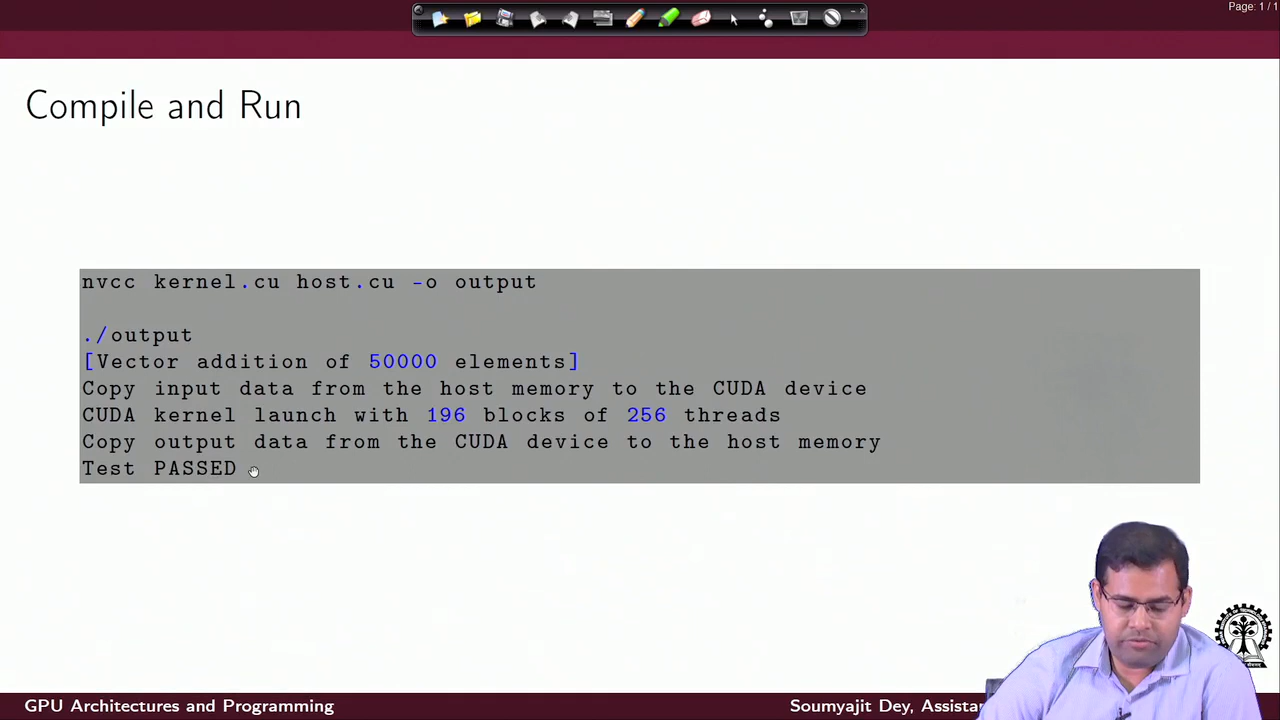 Page: 1 / 1
Compile and Run
nvcc kernel.cu host.cu -o output
./output
[Vector addition of 50000 elements]
Copy input data from the host memory to the CUDA device
CUDA kernel launch with 196 blocks of 256 threads
Copy output data from the CUDA device to the host memory
Test PASSED
GPU Architectures and Programming
Soumyajit Dey, Assista